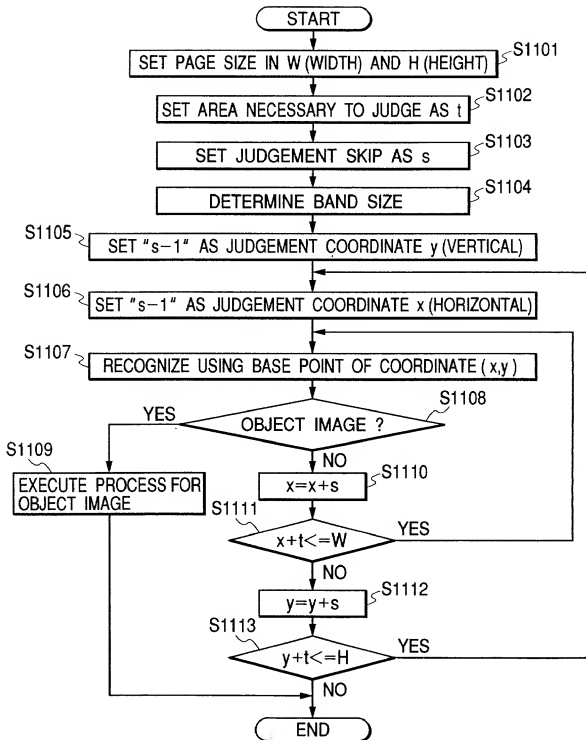 START
S1101
SET PAGE SIZE IN W (WIDTH) AND H (HEIGHT)
S1102
SET AREA NECESSARY TO JUDGE AS t
S1103
SET JUDGEMENT SKIP AS s
S1104
DETERMINE BAND SIZE
S1105
SET "s-1" AS JUDGEMENT COORDINATE y (VERTICAL)
S1106
SET "s-1" AS JUDGEMENT COORDINATE x (HORIZONTAL)
S1107
RECOGNIZE USING BASE POINT OF COORDINATE (x,y)
S1108
YES
OBJECT IMAGE ?
NO
S1109
EXECUTE PROCESS FOR
OBJECT IMAGE
S1110
x=x+s
S1111
x+t<=W
YES
NO
S1112
y=y+s
S1113
y+t<=H
YES
NO
END